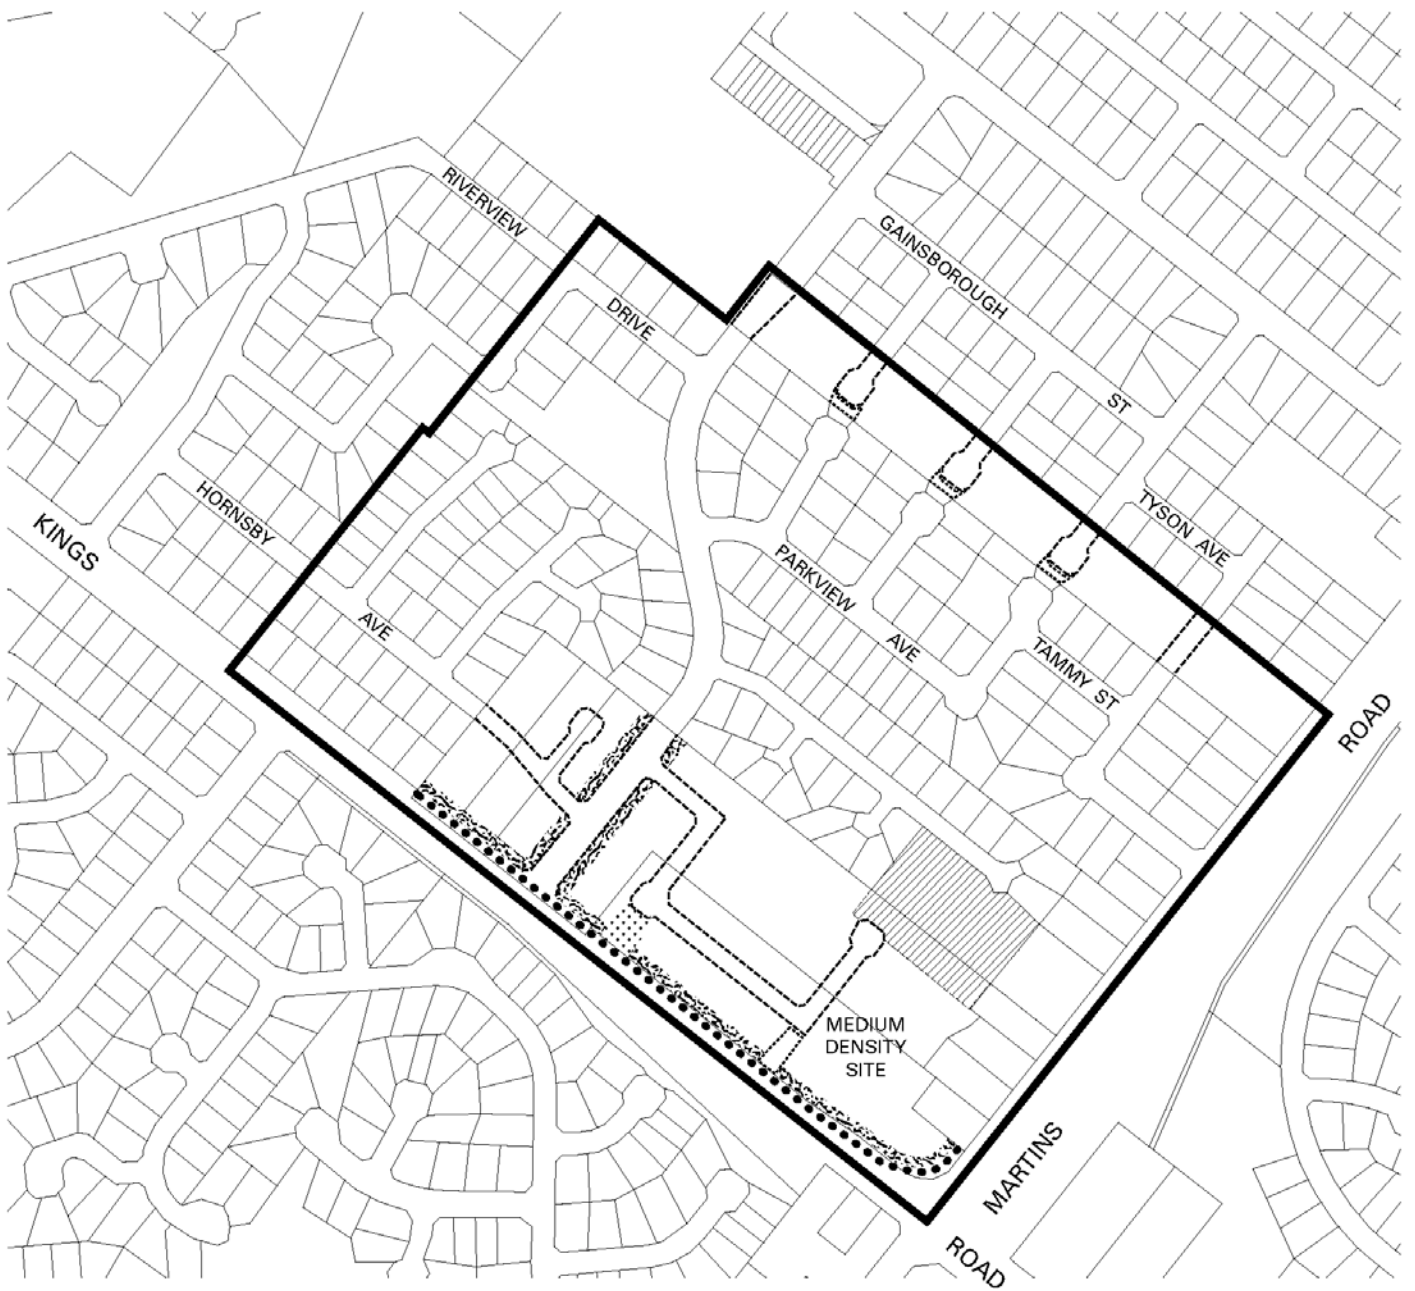 RIVERVIEW
DRIVE
GAINSBOROUGH
ST
TYSON AVE
HORNSBY
AVE
KINGS
PARKVIEW
AVE
TAMMY ST
ROAD
MEDIUM
DENSITY
SITE
MARTINS
ROAD